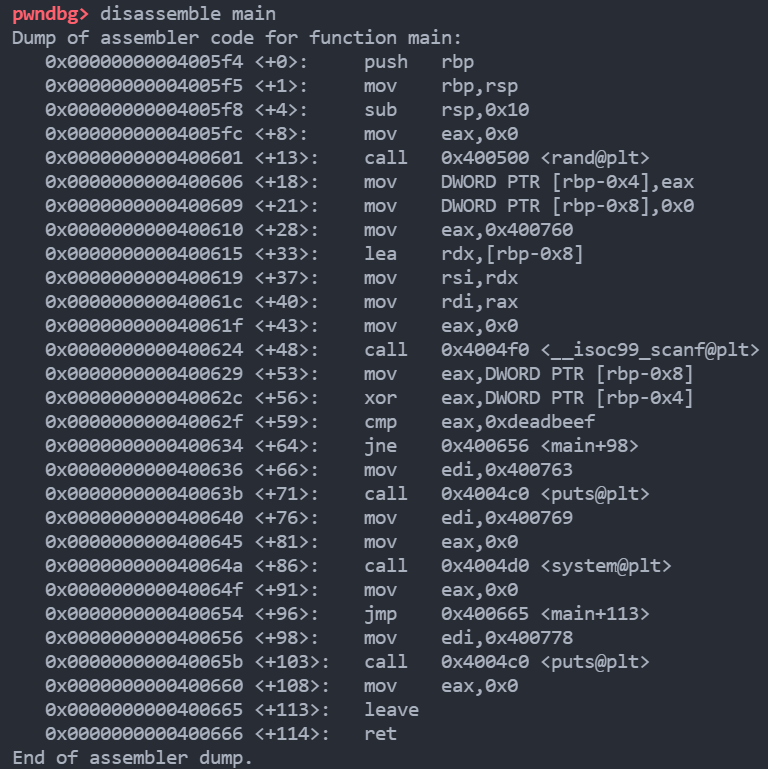 pwndbg> disassemble main
Dump of assembler code for function main:
   0x00000000004005f4 <+0>:     push   rbp
   0x00000000004005f5 <+1>:     mov    rbp,rsp
   0x00000000004005f8 <+4>:     sub    rsp,0x10
   0x00000000004005fc <+8>:     mov    eax,0x0
   0x0000000000400601 <+13>:    call   0x400500 <rand@plt>
   0x0000000000400606 <+18>:    mov    DWORD PTR [rbp-0x4],eax
   0x0000000000400609 <+21>:    mov    DWORD PTR [rbp-0x8],0x0
   0x0000000000400610 <+28>:    mov    eax,0x400760
   0x0000000000400615 <+33>:    lea    rdx,[rbp-0x8]
   0x0000000000400619 <+37>:    mov    rsi,rdx
   0x000000000040061c <+40>:    mov    rdi,rax
   0x000000000040061f <+43>:    mov    eax,0x0
   0x0000000000400624 <+48>:    call   0x4004f0 <__isoc99_scanf@plt>
   0x0000000000400629 <+53>:    mov    eax,DWORD PTR [rbp-0x8]
   0x000000000040062c <+56>:    xor    eax,DWORD PTR [rbp-0x4]
   0x000000000040062f <+59>:    cmp    eax,0xdeadbeef
   0x0000000000400634 <+64>:    jne    0x400656 <main+98>
   0x0000000000400636 <+66>:    mov    edi,0x400763
   0x000000000040063b <+71>:    call   0x4004c0 <puts@plt>
   0x0000000000400640 <+76>:    mov    edi,0x400769
   0x0000000000400645 <+81>:    mov    eax,0x0
   0x000000000040064a <+86>:    call   0x4004d0 <system@plt>
   0x000000000040064f <+91>:    mov    eax,0x0
   0x0000000000400654 <+96>:    jmp    0x400665 <main+113>
   0x0000000000400656 <+98>:    mov    edi,0x400778
   0x000000000040065b <+103>:   call   0x4004c0 <puts@plt>
   0x0000000000400660 <+108>:   mov    eax,0x0
   0x0000000000400665 <+113>:   leave
   0x0000000000400666 <+114>:   ret
End of assembler dump.